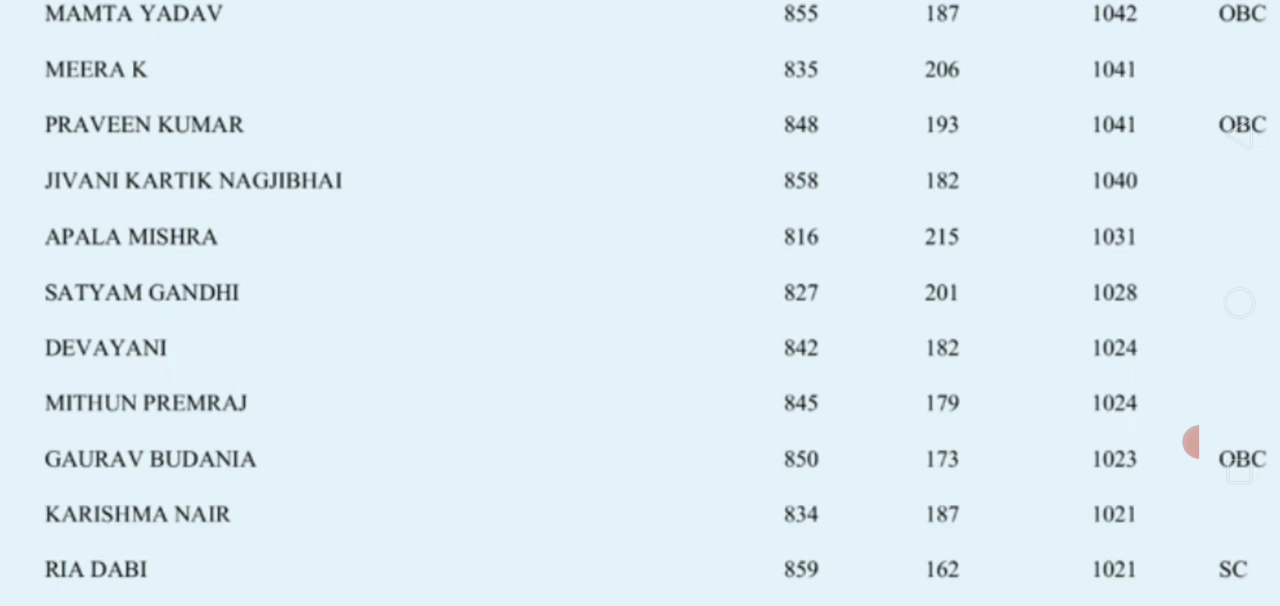 MAMTA YADAV 855 187 1042 OBC
MEERA K 835 206 1041
PRAVEEN KUMAR 848 193 1041 OBC
JIVANI KARTIK NAGJIBHAI 858 182 1040
APALA MISHRA 816 215 1031
SATYAM GANDHI 827 201 1028
DEVAYANI 842 182 1024
MITHUN PREMRAJ 845 179 1024
GAURAV BUDANIA 850 173 1023 OBC
KARISHMA NAIR 834 187 1021
RIA DABI 859 162 1021 SC